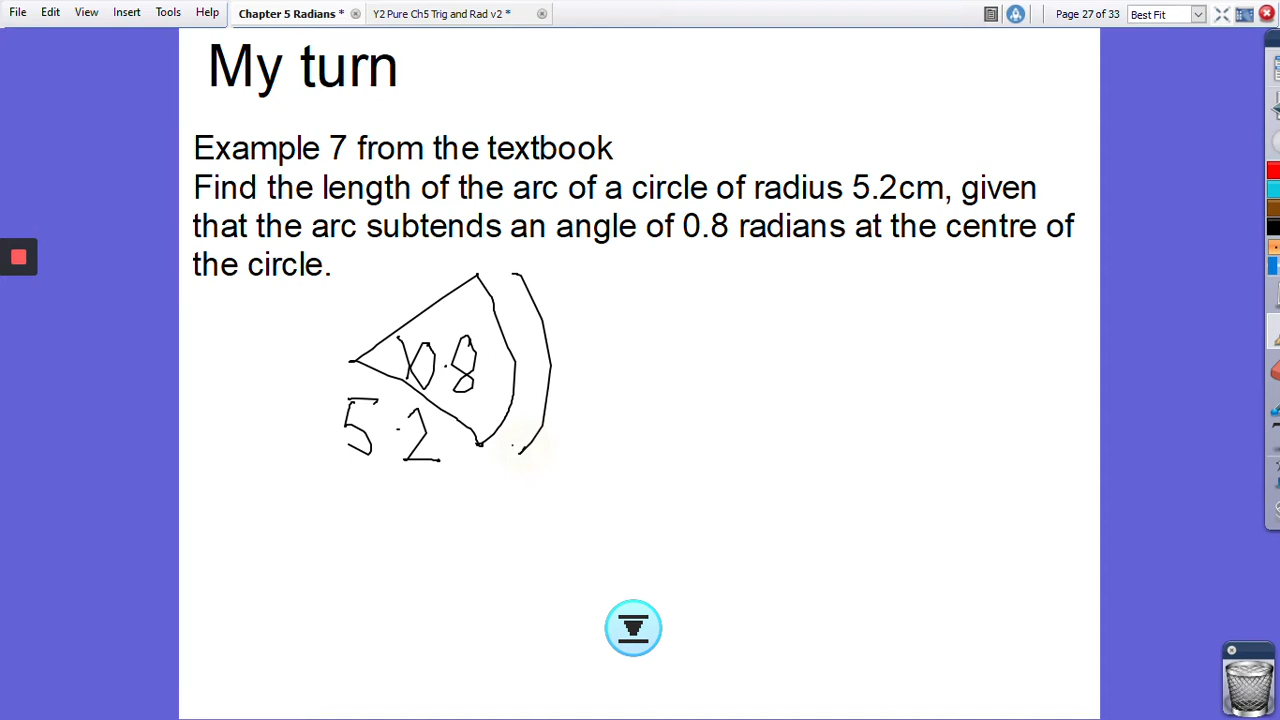 File Edit View Insert Tools Help Chapter 5 Radians * Y2 Pure Ch5 Trig and Rad v2 * Page 27 of 33 Best Fit
My turn
Example 7 from the textbook
Find the length of the arc of a circle of radius 5.2cm, given
that the arc subtends an angle of 0.8 radians at the centre of
the circle.
0.8
5.2